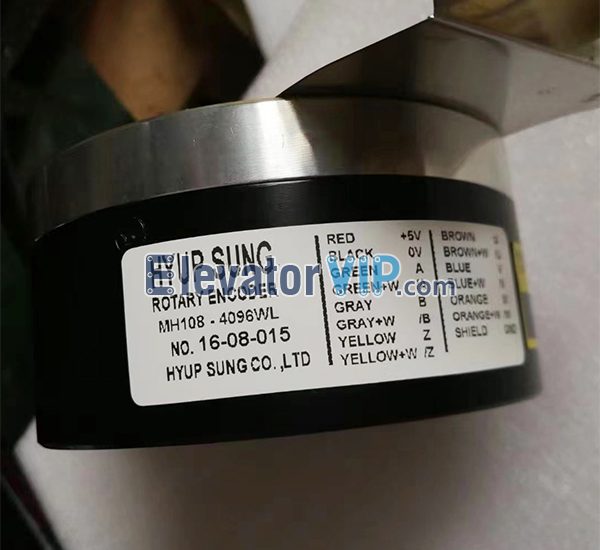 HYUP SUNG
ROTARY ENCODER
MH108 - 4096WL
NO. 16-08-015
HYUP SUNG CO.,LTD
RED +5V
BLACK 0V
GREEN A
GREEN+W
GRAY B
GRAY+W /B
YELLOW Z
YELLOW+W /Z
BROWN
BROWN+W
BLUE
BLUE+W
ORANGE
ORANGE+W
SHIELD GND
ElevatorVIP.com